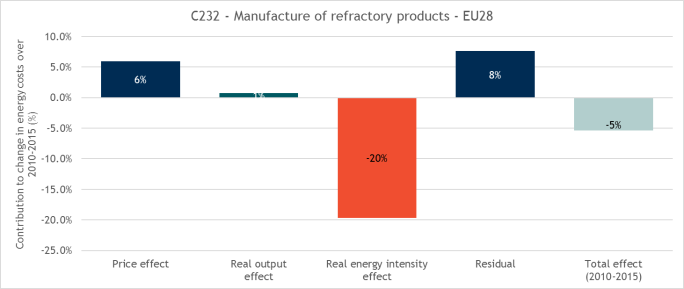 C232 - Manufacture of refractory products - EU28
Contribution to change in energy costs over
2010-2015 (%)
10.0%
5.0%
0.0%
-5.0%
-10.0%
-15.0%
-20.0%
-25.0%
6%
1%
-20%
8%
-5%
Price effect
Real output
effect
Real energy intensity
effect
Residual
Total effect
(2010-2015)